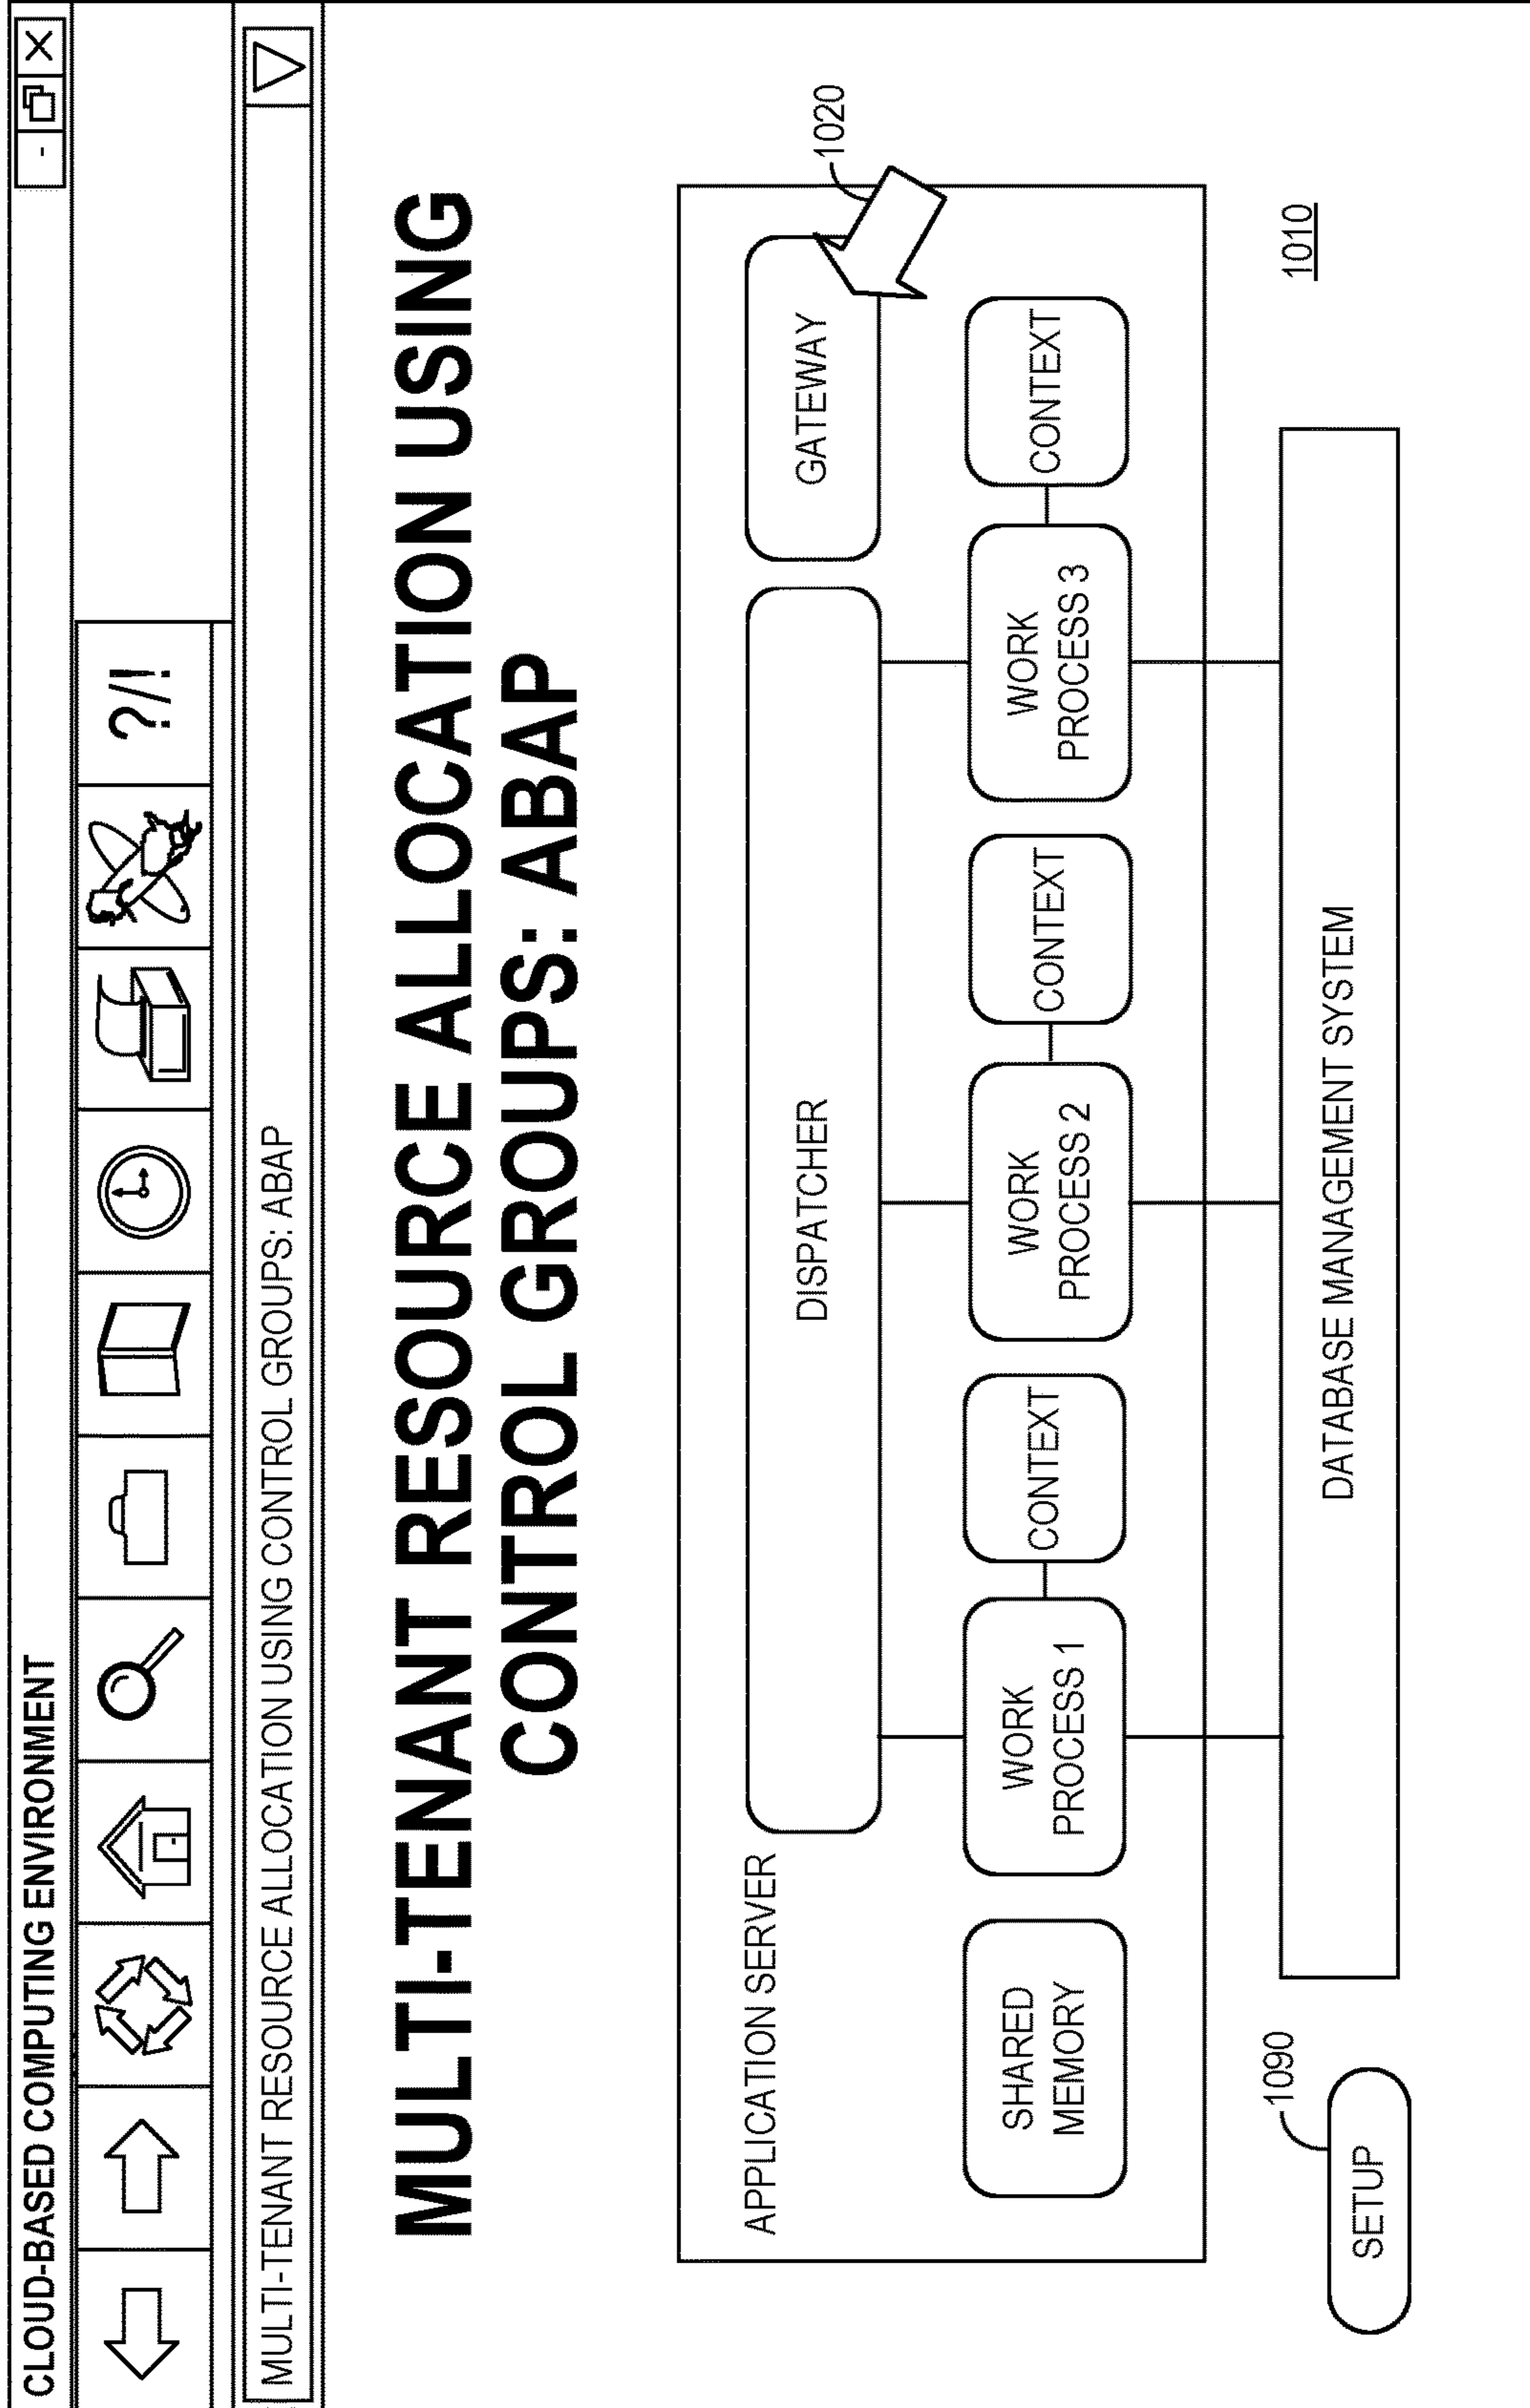 CLOUD-BASED COMPUTING ENVIRONMENT
- X
?/!
MULTI-TENANT RESOURCE ALLOCATION USING CONTROL GROUPS: ABAP
MULTI-TENANT RESOURCE ALLOCATION USING
CONTROL GROUPS: ABAP
APPLICATION SERVER
DISPATCHER
GATEWAY
1020
SHARED
MEMORY
WORK
PROCESS 1
CONTEXT
WORK
PROCESS 2
CONTEXT
WORK
PROCESS 3
CONTEXT
DATABASE MANAGEMENT SYSTEM
1010
SETUP
1090